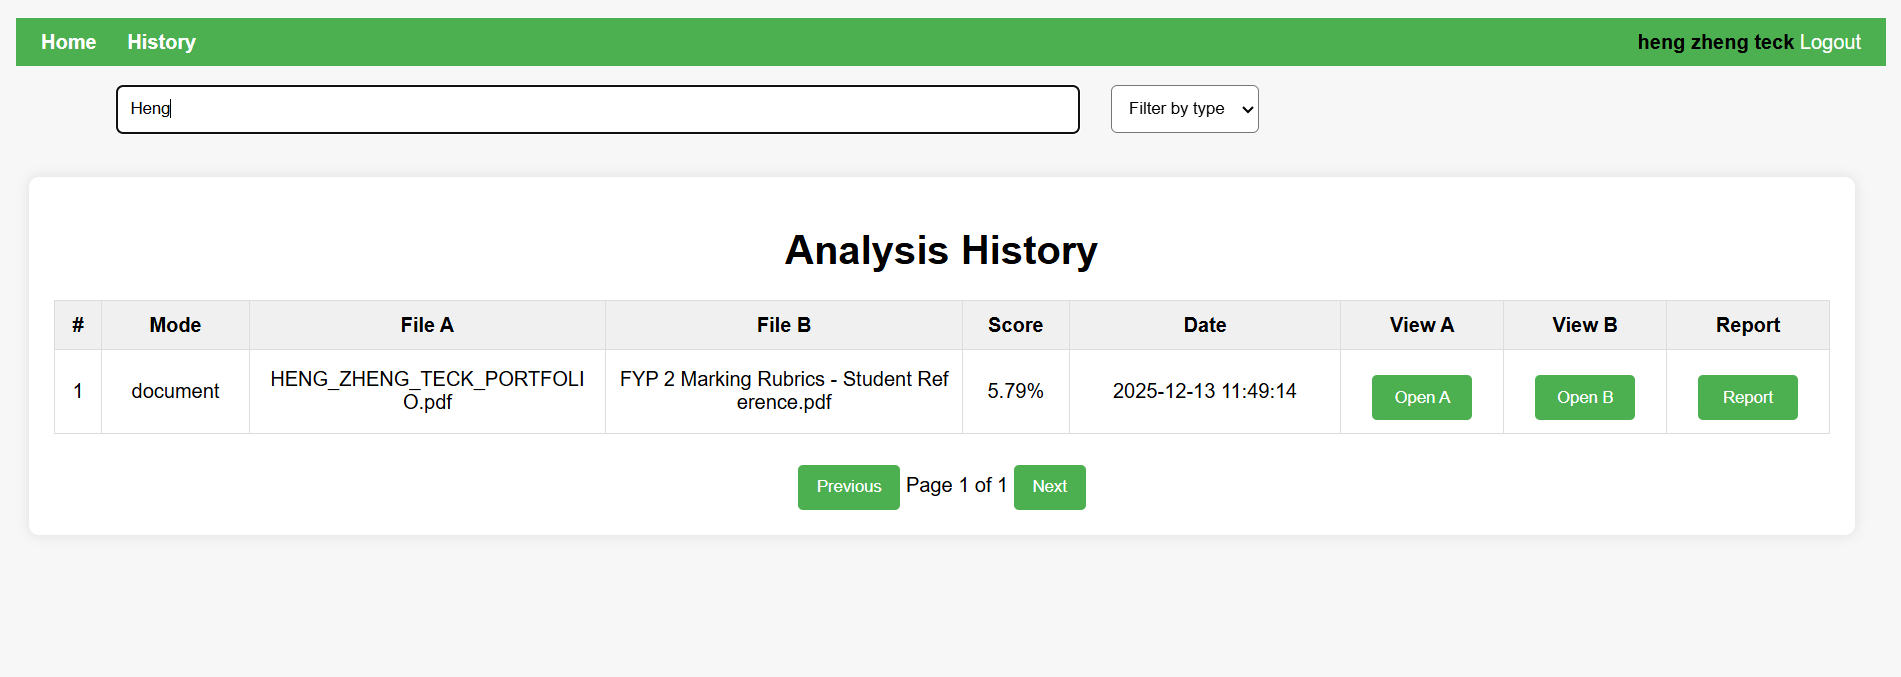 Home History heng zheng teck Logout
Heng Filter by type
Analysis History
# Mode File A File B Score Date View A View B Report
1 document HENG_ZHENG_TECK_PORTFOLI
O.pdf FYP 2 Marking Rubrics - Student Ref
erence.pdf 5.79% 2025-12-13 11:49:14 Open A Open B Report
Previous Page 1 of 1 Next